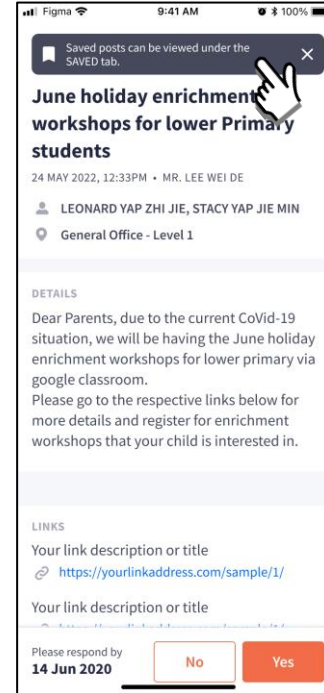 Figma
9:41 AM
100%
Saved posts can be viewed under the
SAVED tab.
June holiday enrichment
workshops for lower Primary
students
24 MAY 2022, 12:33PM • MR. LEE WEI DE
LEONARD YAP ZHI JIE, STACY YAP JIE MIN
General Office - Level 1
DETAILS
Dear Parents, due to the current CoVid-19
situation, we will be having the June holiday
enrichment workshops for lower primary via
google classroom.
Please go to the respective links below for
more details and register for enrichment
workshops that your child is interested in.
LINKS
Your link description or title
https://yourlinkaddress.com/sample/1/
Your link description or title
Please respond by
14 Jun 2020
No
Yes